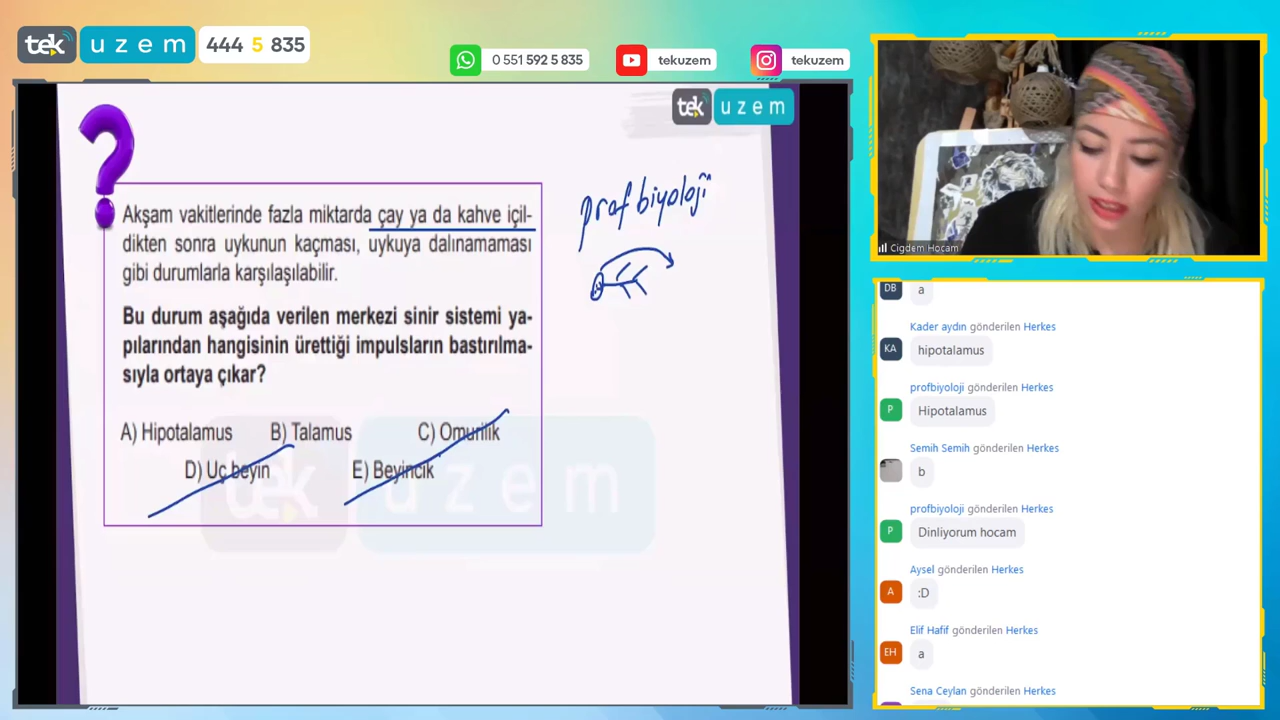 tek uzem 444 5 835
0 551 592 5 835
tekuzem
tekuzem
tek uzem
Akşam vakitlerinde fazla miktarda çay ya da kahve içil-
dikten sonra uykunun kaçması, uykuya dalınamaması
gibi durumlarla karşılaşılabilir.
Bu durum aşağıda verilen merkezi sinir sistemi ya-
pılarından hangisinin ürettiği impulsların bastırılma-
sıyla ortaya çıkar?
A) Hipotalamus B) Talamus C) Omurilik
D) Uç beyin E) Beyincik
tek uzem
prof biyoloji
Cigdem Hocam
DB
a
Kader aydın gönderilen Herkes
KA
hipotalamus
profbiyoloji gönderilen Herkes
P
Hipotalamus
Semih Semih gönderilen Herkes
b
profbiyoloji gönderilen Herkes
P
Dinliyorum hocam
Aysel gönderilen Herkes
A
:D
Elif Hafif gönderilen Herkes
EH
a
Sena Ceylan gönderilen Herkes